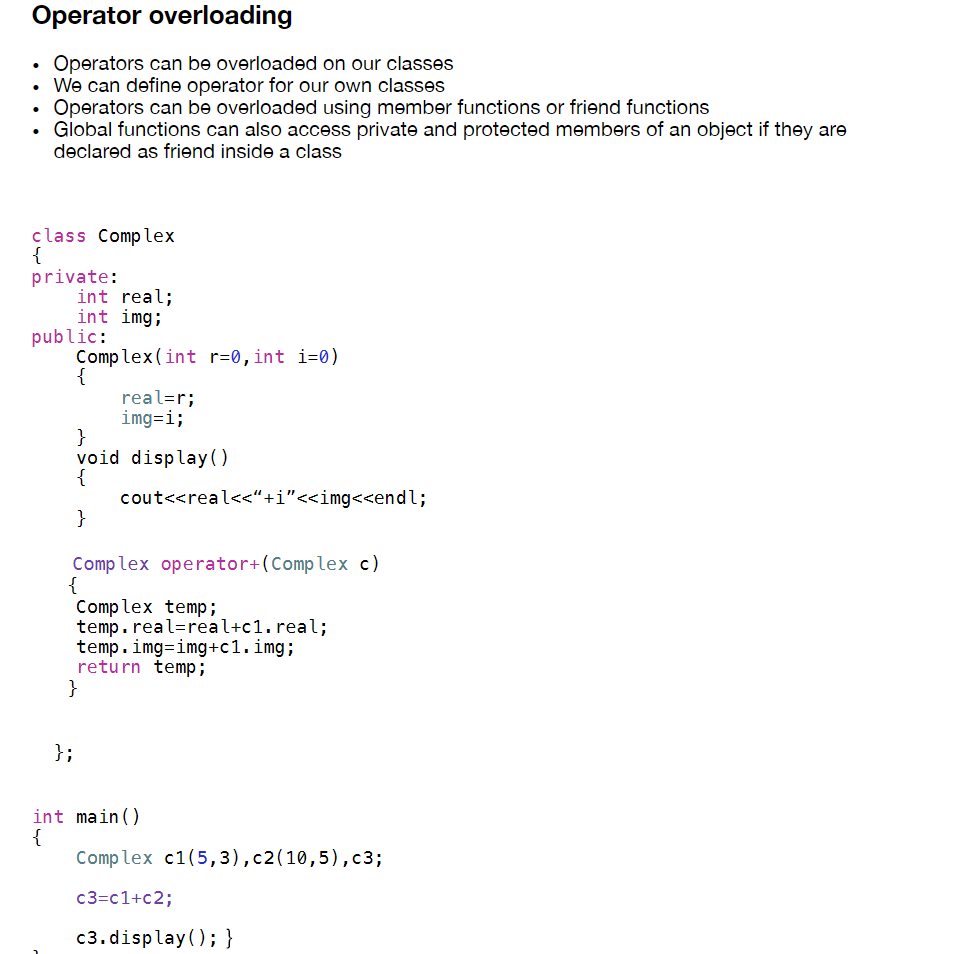 Operator overloading
• Operators can be overloaded on our classes
• We can define operator for our own classes
• Operators can be overloaded using member functions or friend functions
• Global functions can also access private and protected members of an object if they are
declared as friend inside a class
class Complex
{
private:
    int real;
    int img;
public:
    Complex(int r=0,int i=0)
    {
        real=r;
        img=i;
    }
    void display()
    {
        cout<<real<<“+i”<<img<<endl;
    }
    Complex operator+(Complex c)
    {
    Complex temp;
    temp.real=real+c1.real;
    temp.img=img+c1.img;
    return temp;
    }
  };
int main()
{
    Complex c1(5,3),c2(10,5),c3;
    c3=c1+c2;
    c3.display(); }